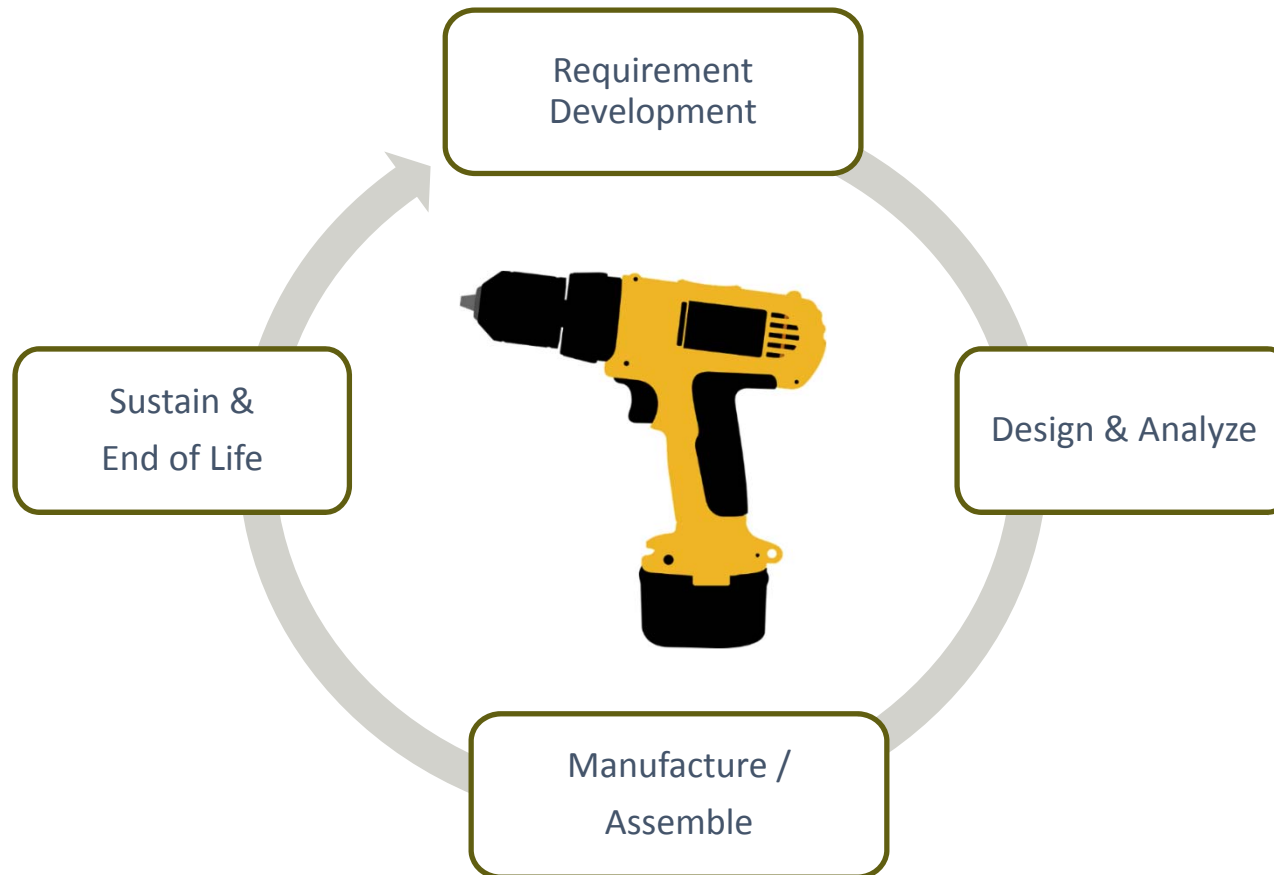 Requirement
Development
Design & Analyze
Manufacture /
Assemble
Sustain &
End of Life